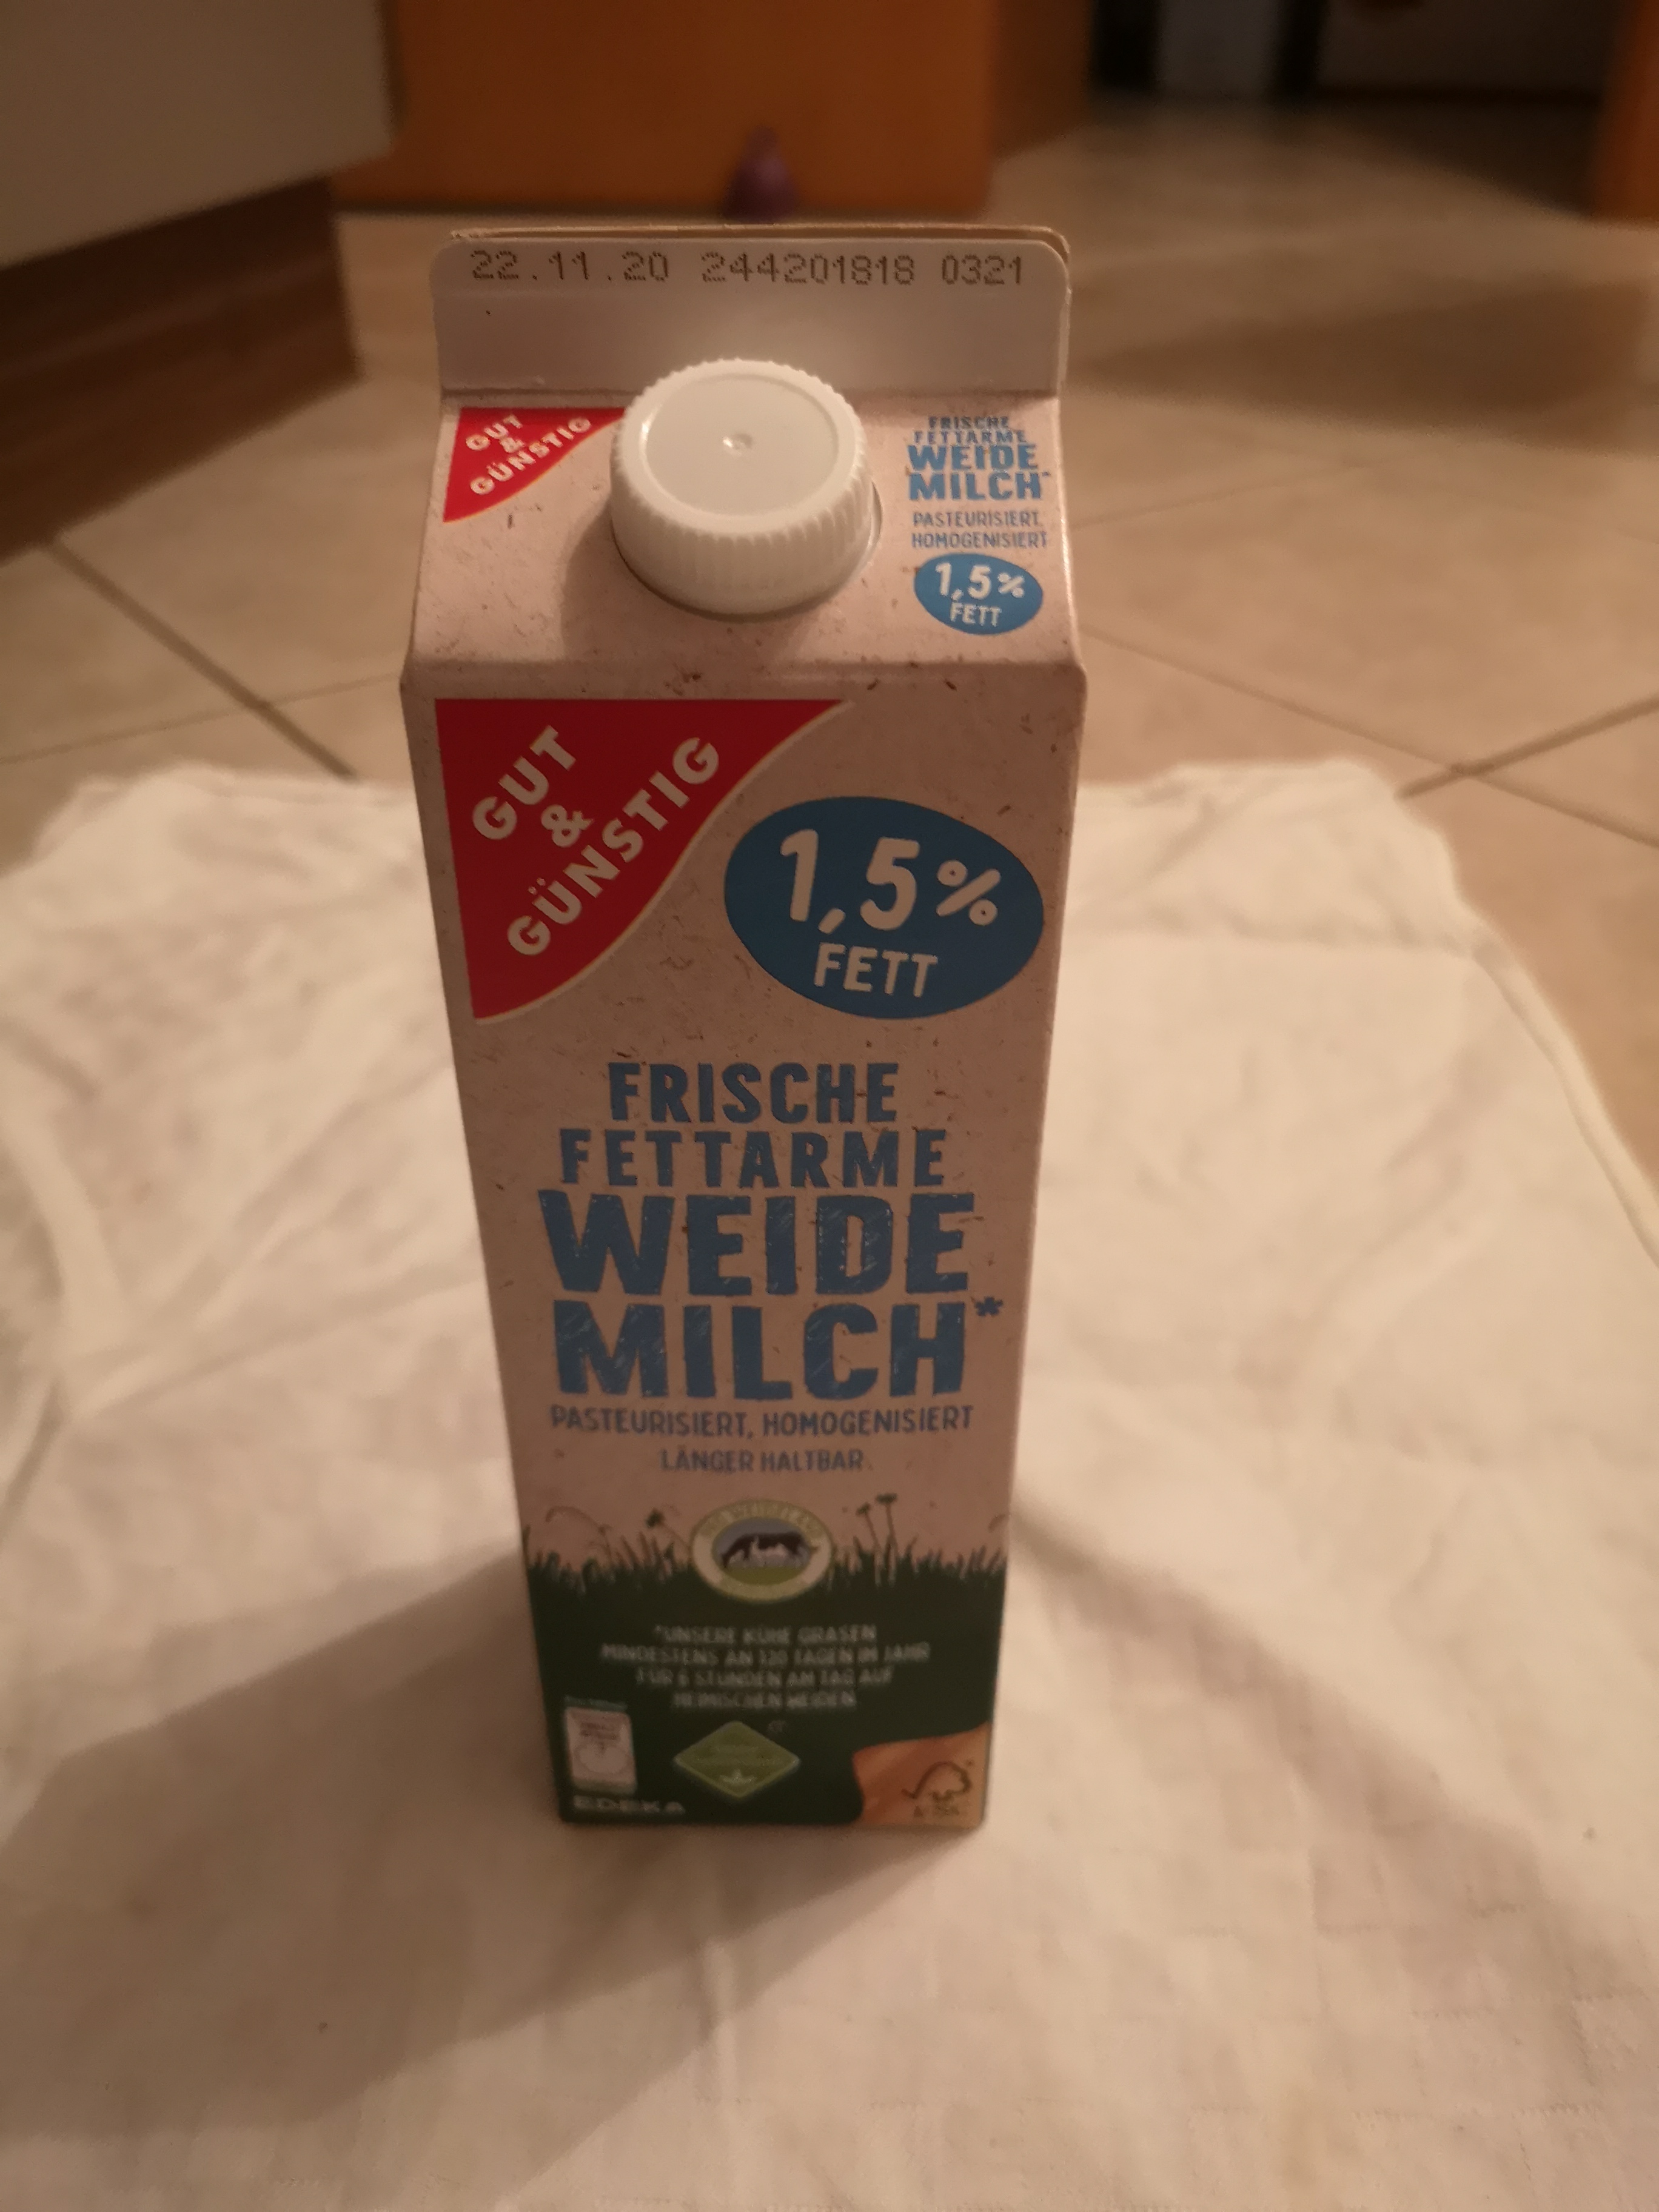 22.11.20 244201818 0321
GUT
&
GÜNSTIG
FRISCHE
FETTARME
WEIDE
MILCH*
PASTEURISIERT,
HOMOGENISIERT
1,5%
FETT
GUT
&
GÜNSTIG
1,5%
FETT
FRISCHE
FETTARME
WEIDE
MILCH*
PASTEURISIERT, HOMOGENISIERT
LÄNGER HALTBAR
*UNSERE KÜHE GRASEN
MINDESTENS AN 120 TAGEN IM JAHR
FÜR 6 STUNDEN AM TAG AUF
HEIMISCHEN WEIDEN
EDEKA